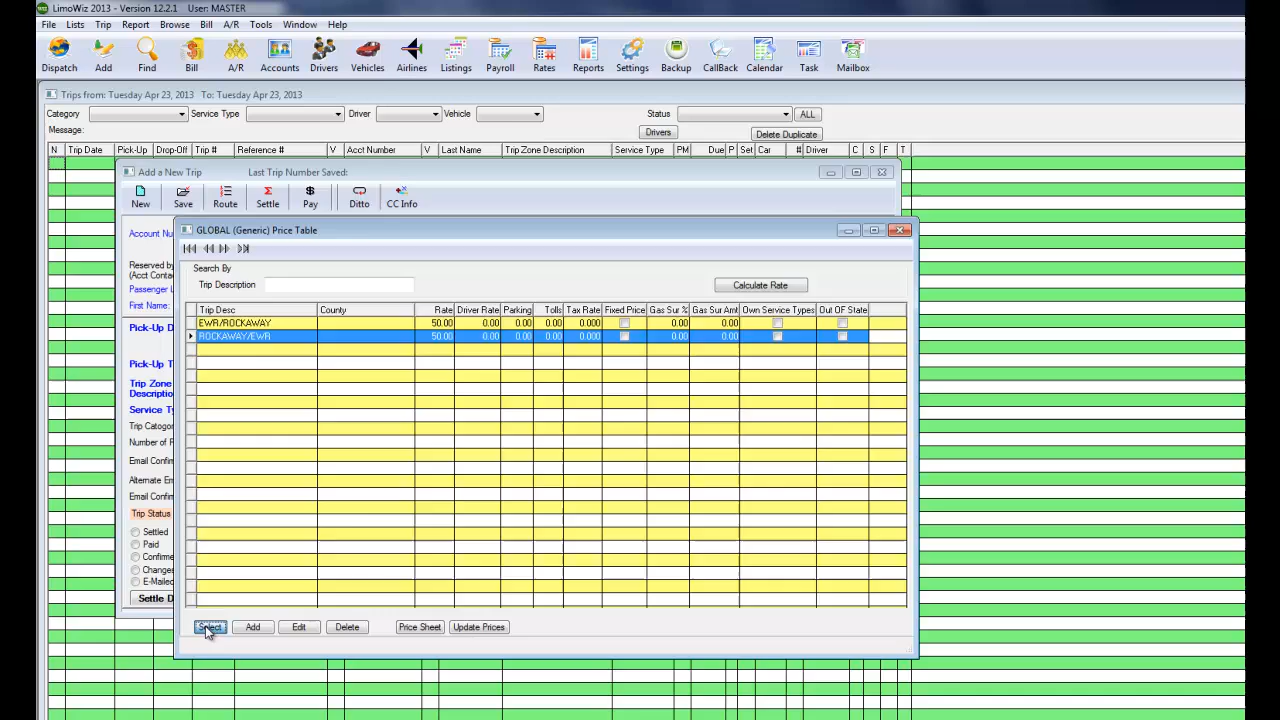 LimoWiz 2013 - Version 12.2.1 User: MASTER
File Lists Trip Report Browse Bill A/R Tools Window Help
Dispatch Add Find Bill A/R Accounts Drivers Vehicles Airlines Listings Payroll Rates Reports Settings Backup CallBack Calendar Task Mailbox
Trips from: Tuesday Apr 23, 2013 To: Tuesday Apr 23, 2013
Category Service Type Driver Vehicle Status ALL
Message: Drivers Delete Duplicate
N Trip Date Pick-Up Drop-Off Trip # Reference # V Acct Number V Last Name Trip Zone Description Service Type PM Due P Set Car # Driver C S F T
Add a New Trip Last Trip Number Saved:
New Save Route Settle Pay Ditto CC Info
Account Nu
GLOBAL (Generic) Price Table
Reserved by
(Acct Conta
Passenger L
First Name:
Pick-Up D
Pick-Up T
Trip Zone
Descriptio
Service Ty
Trip Categor
Number of P
Email Confir
Alternate Em
Email Confir
Trip Status
Settled
Paid
Confirme
Changes
E-Mailed
Settle D
Search By
Trip Description Calculate Rate
Trip Desc County Rate Driver Rate Parking Tolls Tax Rate Fixed Price Gas Sur % Gas Sur Amt Own Service Types Out OF State
EWR/ROCKAWAY 50.00 0.00 0.00 0.00 0.000 0.00 0.00
ROCKAWAY/EWR 50.00 0.00 0.00 0.00 0.000 0.00 0.00
Select Add Edit Delete Price Sheet Update Prices